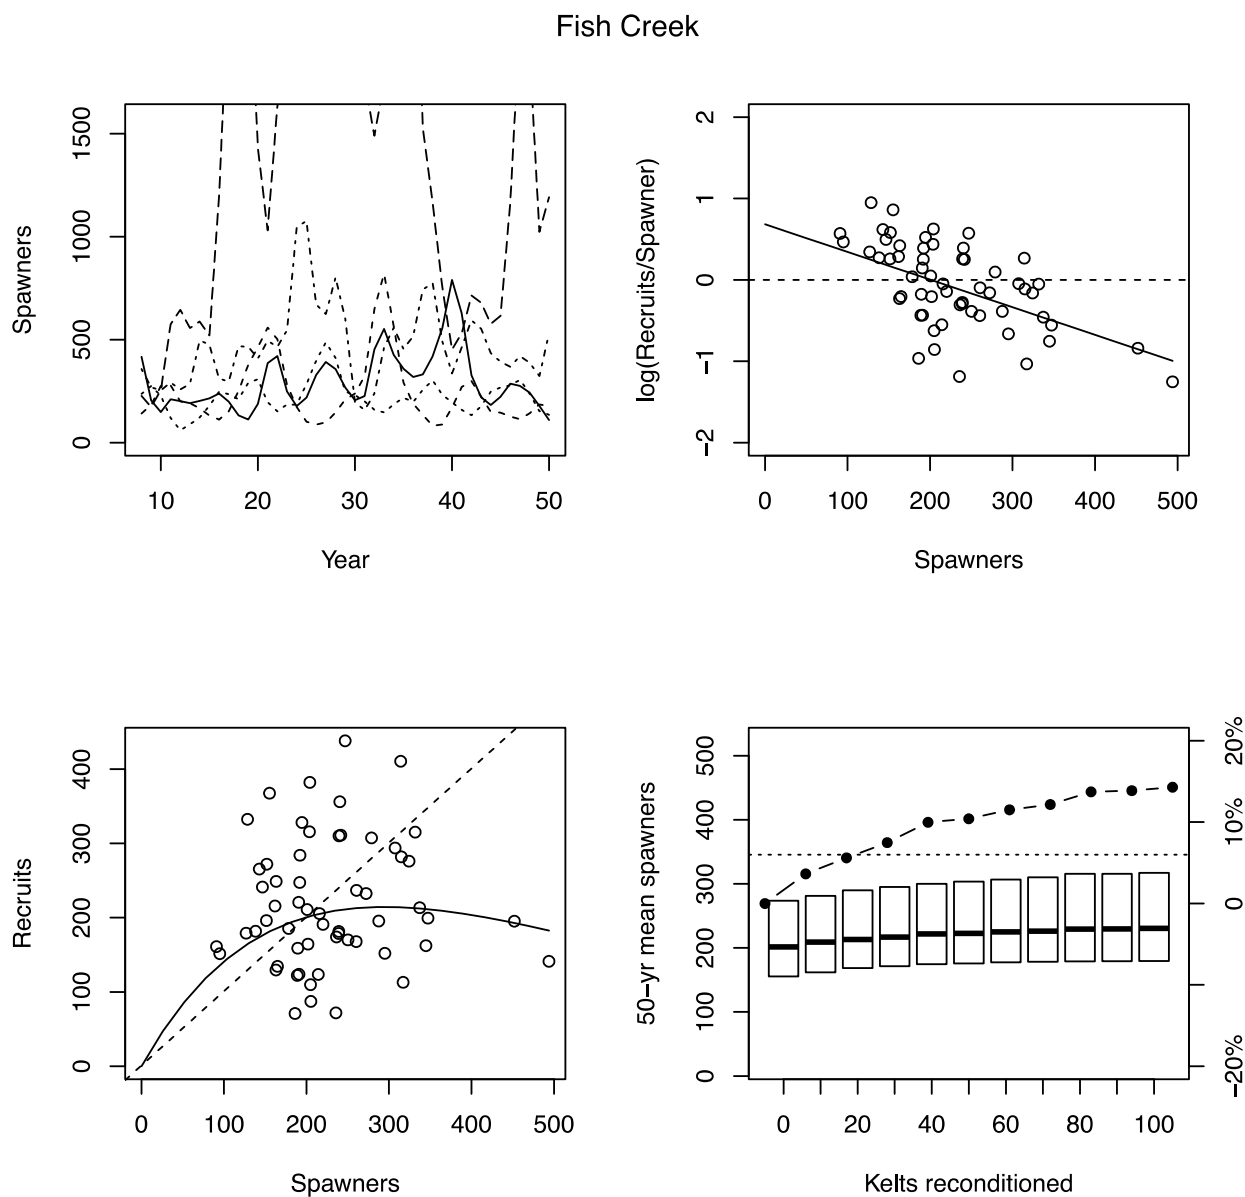 Fish Creek
Spawners
0 500 1000 1500
10 20 30 40 50
Year
log(Recruits/Spawner)
−2 −1 0 1 2
0 100 200 300 400 500
Spawners
Recruits
0 100 200 300 400
0 100 200 300 400 500
Spawners
50−yr mean spawners
0 100 200 300 400 500
−20% 0 10% 20%
0 20 40 60 80 100
Kelts reconditioned